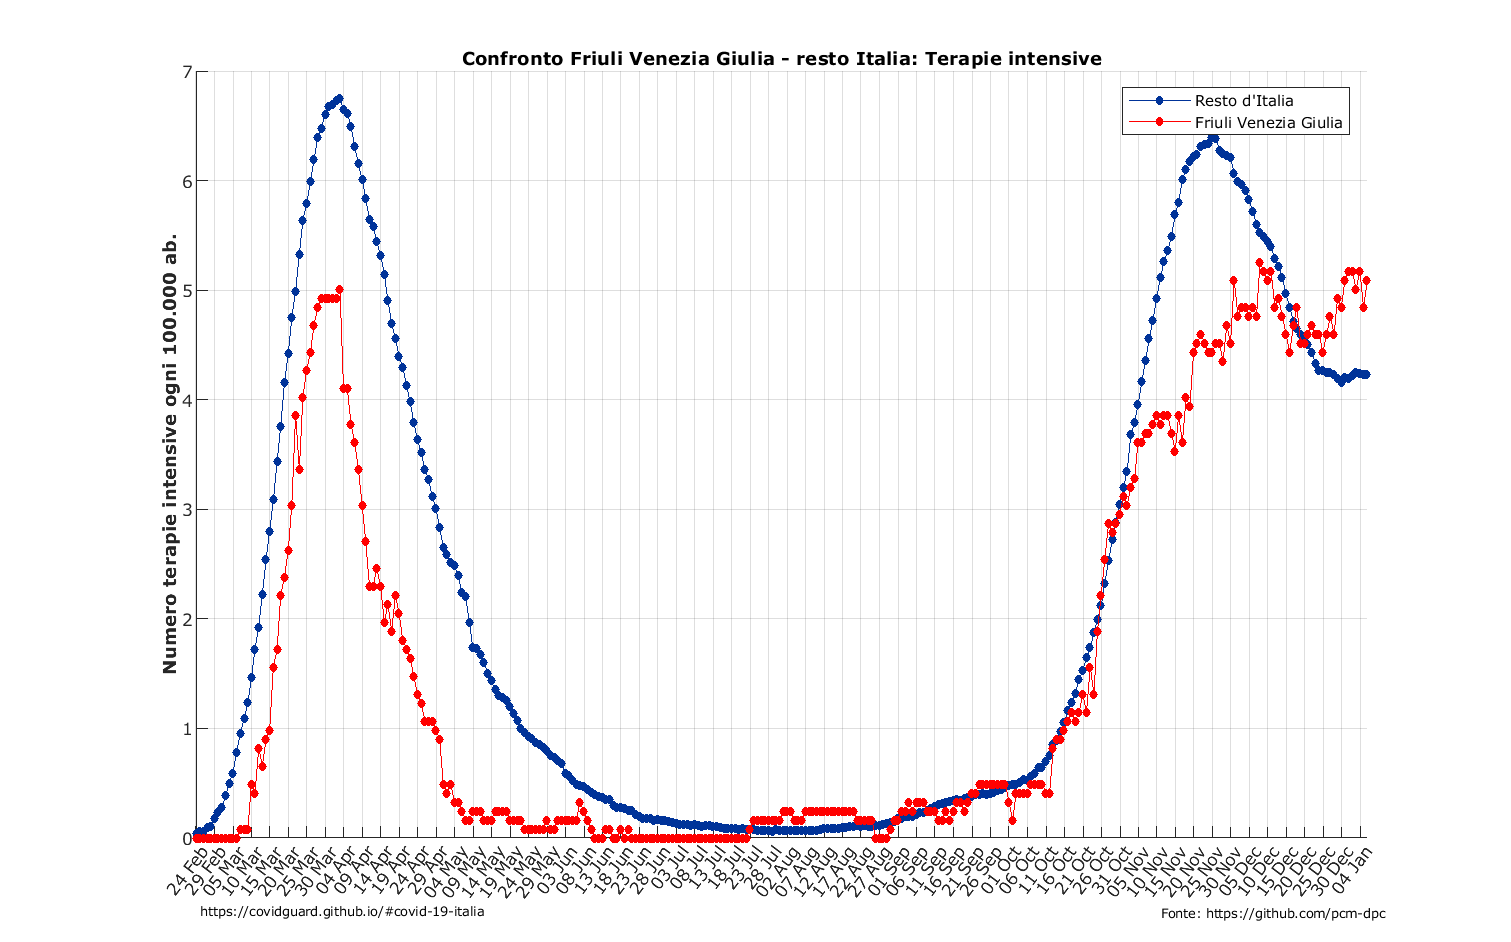 Confronto Friuli Venezia Giulia - resto Italia: Terapie intensive
Resto d'Italia
Friuli Venezia Giulia
Numero terapie intensive ogni 100.000 ab.
7
6
5
4
3
2
1
0
24 Feb
29 Feb
05 Mar
10 Mar
15 Mar
20 Mar
25 Mar
30 Mar
04 Apr
09 Apr
14 Apr
19 Apr
24 Apr
29 Apr
04 May
09 May
14 May
19 May
24 May
29 May
03 Jun
08 Jun
13 Jun
18 Jun
23 Jun
28 Jun
03 Jul
08 Jul
13 Jul
18 Jul
23 Jul
28 Jul
02 Aug
07 Aug
12 Aug
17 Aug
22 Aug
27 Aug
01 Sep
06 Sep
11 Sep
16 Sep
21 Sep
26 Sep
01 Oct
06 Oct
11 Oct
16 Oct
21 Oct
26 Oct
31 Oct
05 Nov
10 Nov
15 Nov
20 Nov
25 Nov
30 Nov
05 Dec
10 Dec
15 Dec
20 Dec
25 Dec
30 Dec
04 Jan
https://covidguard.github.io/#covid-19-italia
Fonte: https://github.com/pcm-dpc